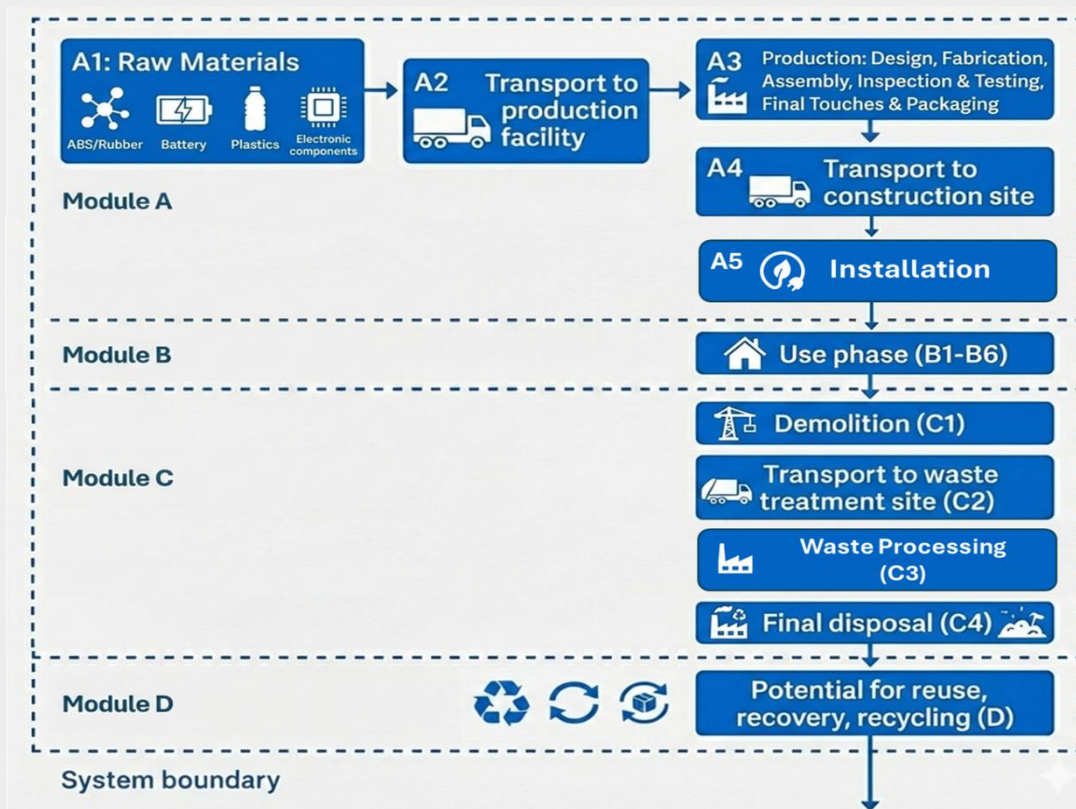 A1: Raw Materials
ABS/Rubber
Battery
Plastics
Electronic
components
A2
Transport to
production
facility
A3
Production: Design, Fabrication,
Assembly, Inspection & Testing,
Final Touches & Packaging
Module A
A4
Transport to
construction site
A5
Installation
Module B
Use phase (B1-B6)
Demolition (C1)
Module C
Transport to waste
treatment site (C2)
Waste Processing
(C3)
Final disposal (C4)
Module D
Potential for reuse,
recovery, recycling (D)
System boundary